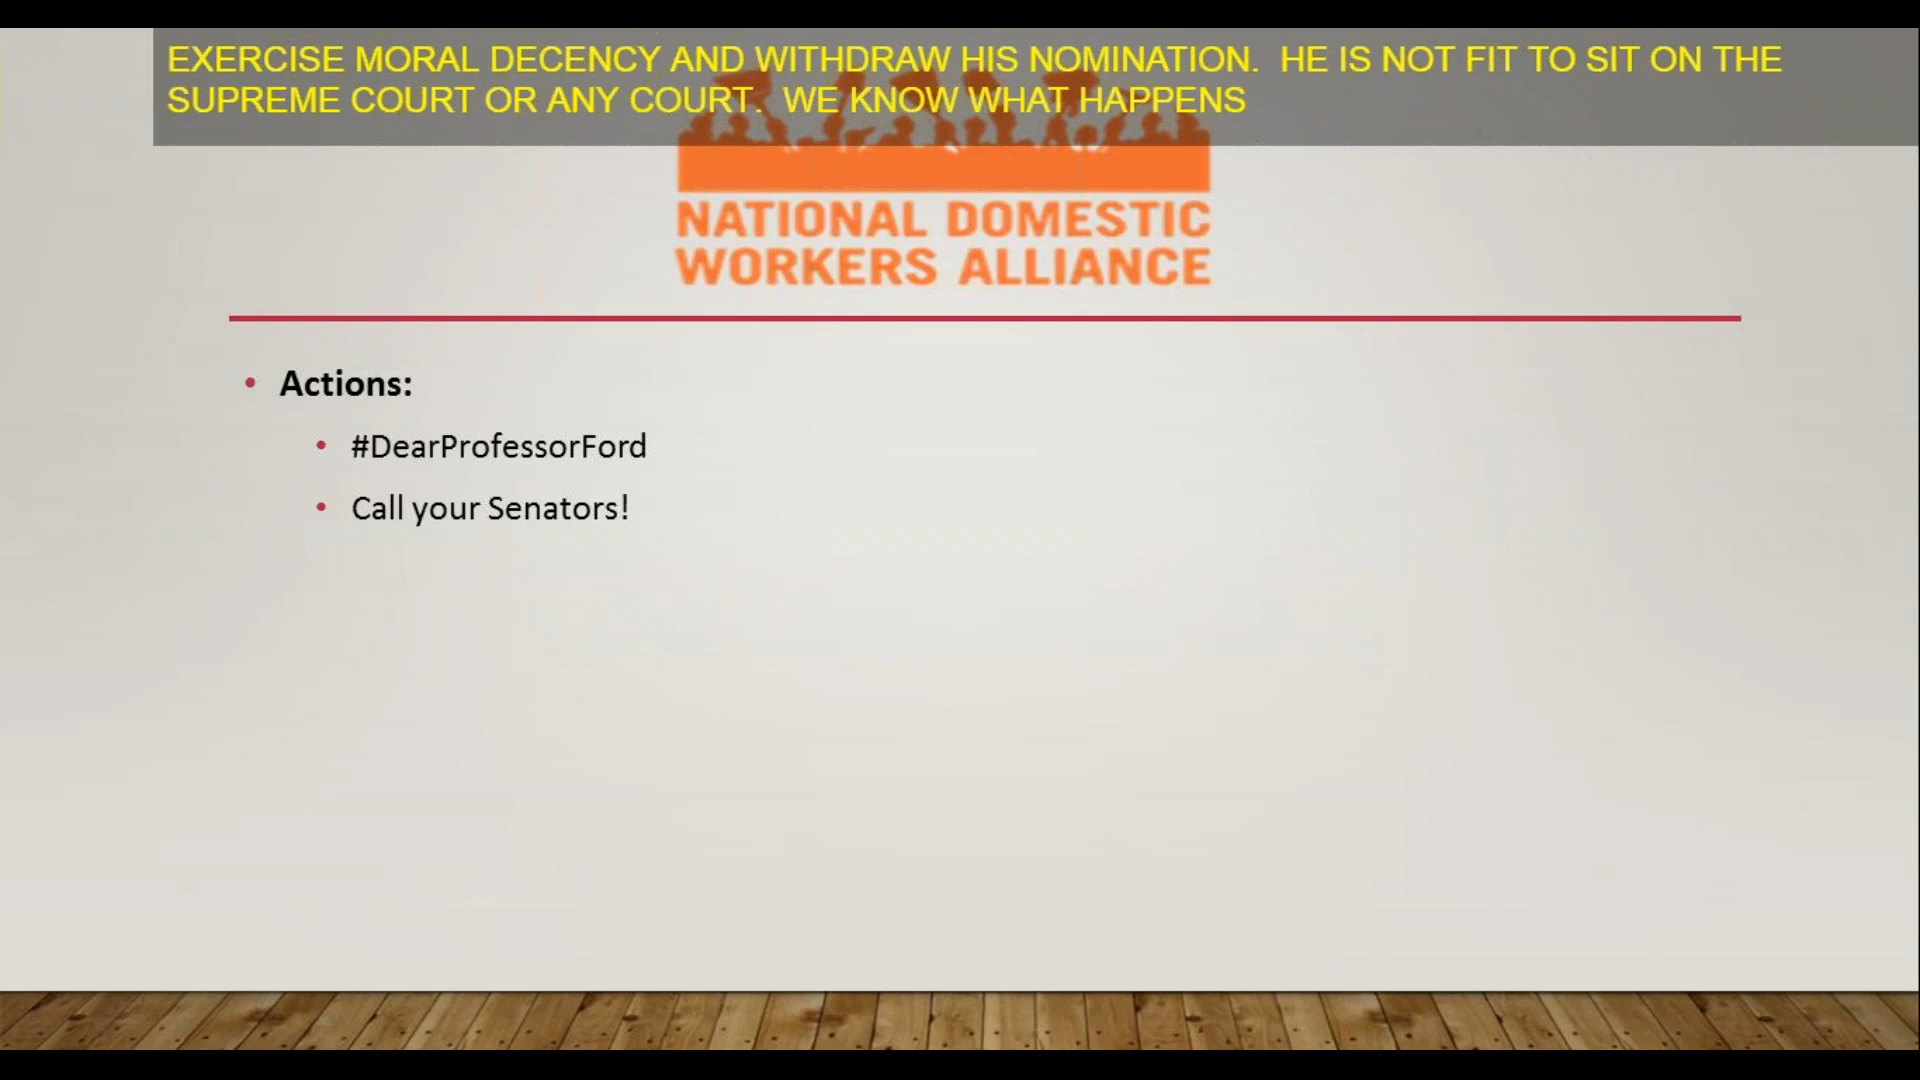 EXERCISE MORAL DECENCY AND WITHDRAW HIS NOMINATION.  HE IS NOT FIT TO SIT ON THE
SUPREME COURT OR ANY COURT.  WE KNOW WHAT HAPPENS
NATIONAL DOMESTIC
WORKERS ALLIANCE
• Actions:
• #DearProfessorFord
• Call your Senators!